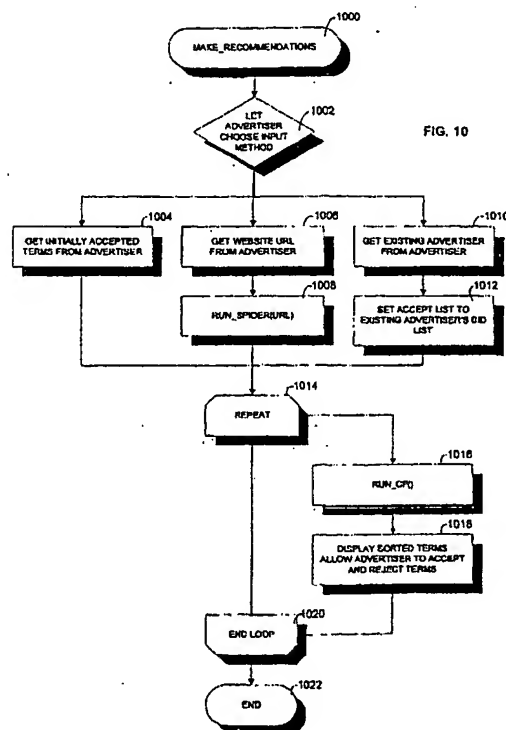 1000
MAKE_RECOMMENDATIONS
1002
LET
ADVERTISER
CHOOSE INPUT
METHOD
FIG. 10
1004
GET INITIALLY ACCEPTED
TERMS FROM ADVERTISER
1006
GET WEBSITE URL
FROM ADVERTISER
1010
GET EXISTING ADVERTISER
FROM ADVERTISER
1008
RUN_SPIDER(URL)
1012
SET ACCEPT LIST TO
EXISTING ADVERTISER'S BID
LIST
1014
REPEAT
1016
RUN_CF()
1018
DISPLAY SORTED TERMS
ALLOW ADVERTISER TO ACCEPT
AND REJECT TERMS
1020
END LOOP
1022
END